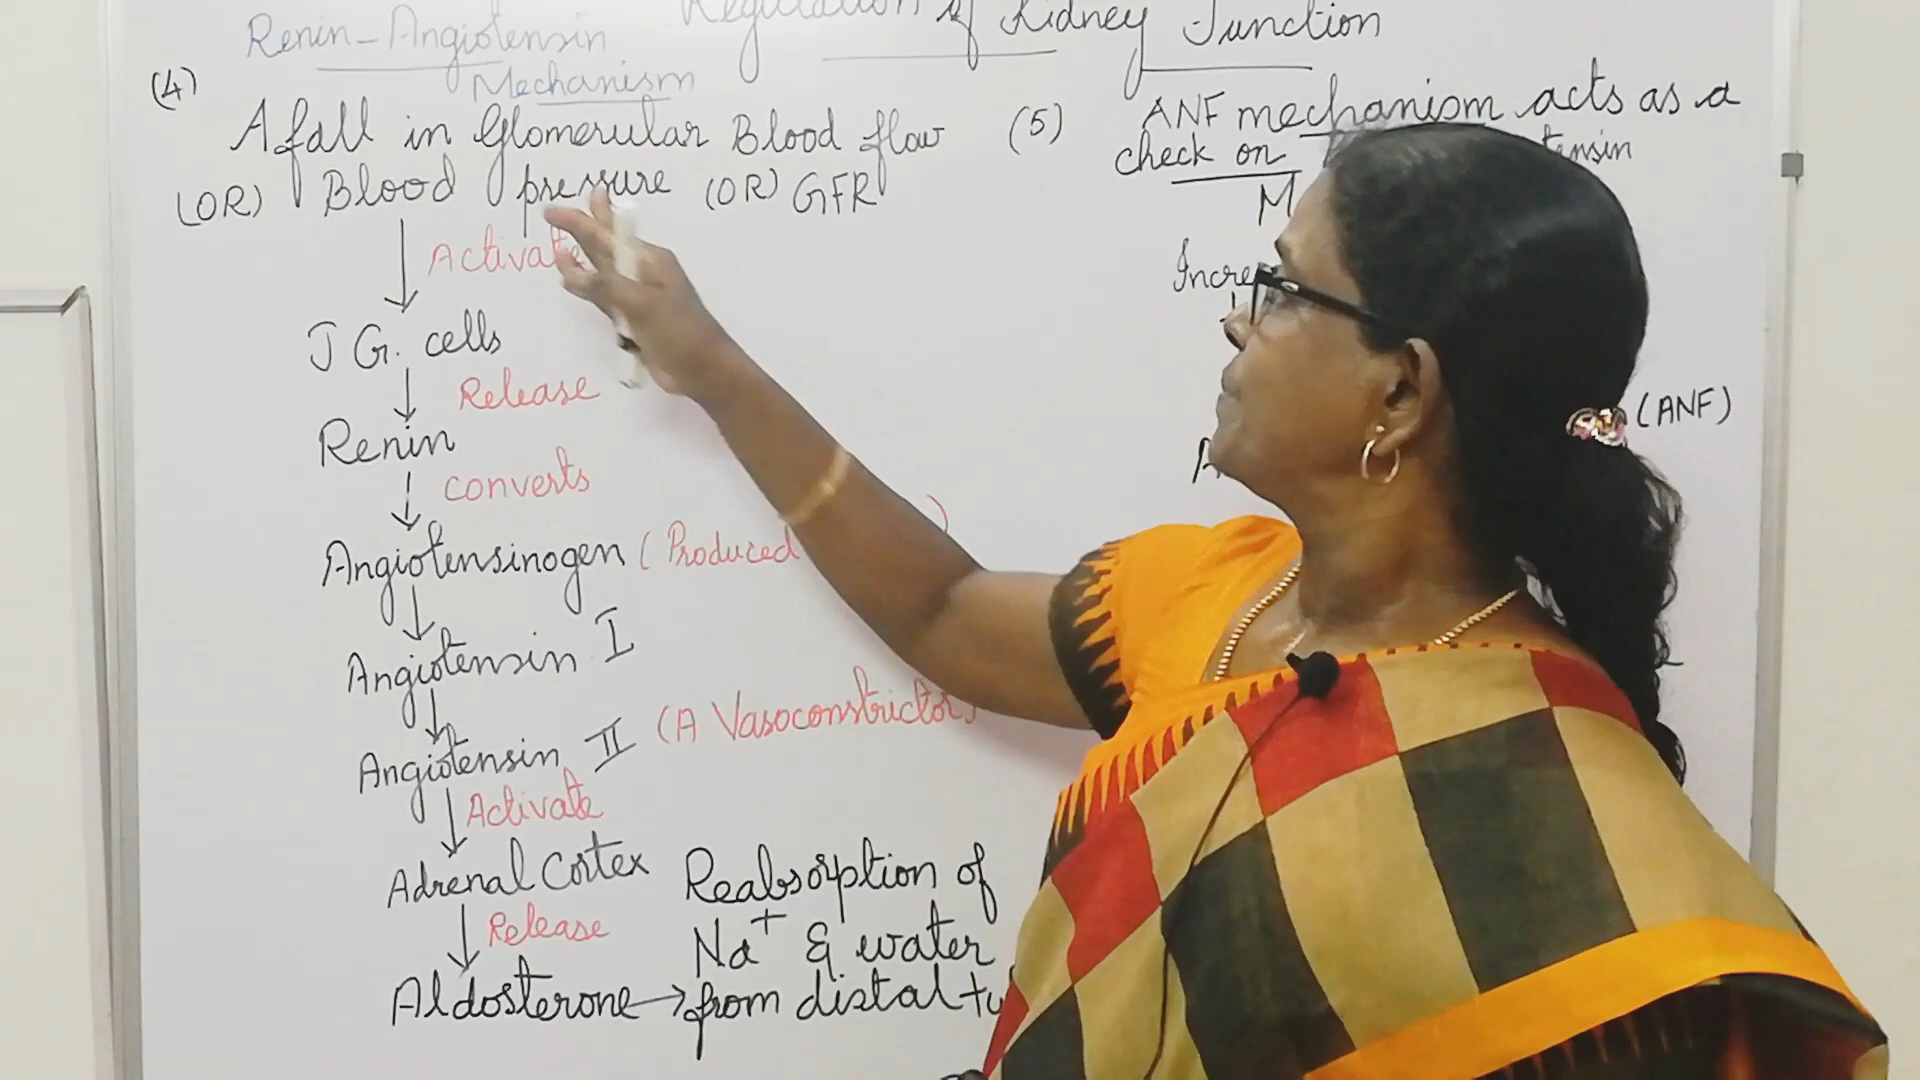 Regulation of Kidney Function
Renin-Angiotensin
Mechanism
(4)
A fall in Glomerular Blood flow
(OR) Blood pressure (OR) GFR
Activate
J G. cells
Release
Renin
converts
Angiotensinogen (Produced )
Angiotensin I
Angiotensin II (A Vasoconstrictor)
Activate
Adrenal Cortex
Release
Aldosterone → from distal tu
Reabsorption of
Na+ & water
(5) ANF mechanism acts as a
check on tensin
M
Incre
(ANF)
A